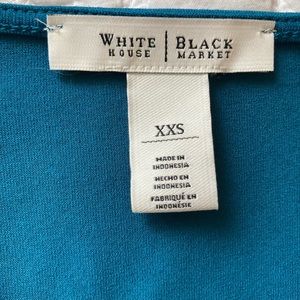 WHITE | BLACK
HOUSE | MARKET
XXS
MADE IN
INDONESIA
HECHO EN
INDONESIA
FABRIQUÉ EN
INDONÉSIE